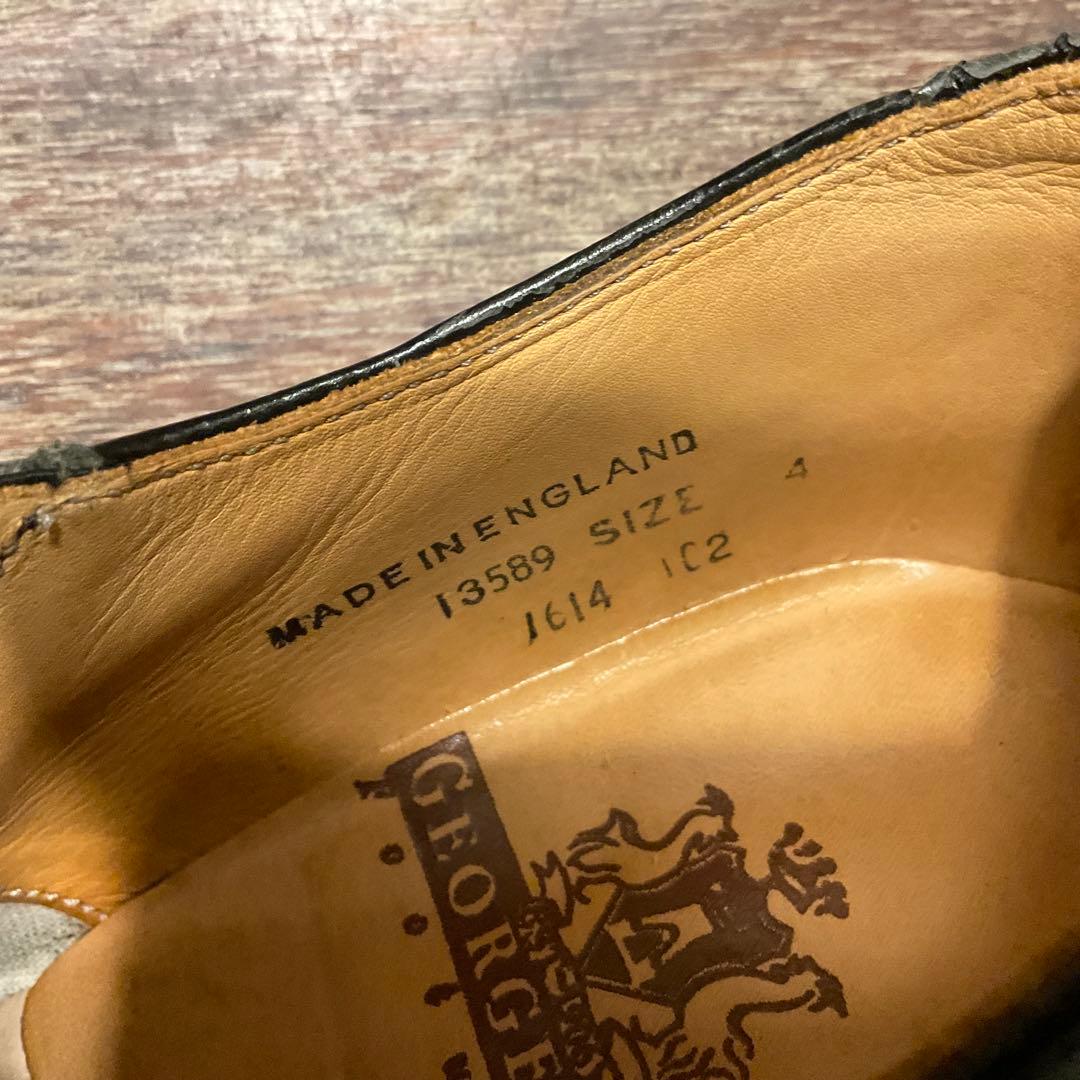 MADE IN ENGLAND
13589 SIZE 4
1614 1C2
GEORGE